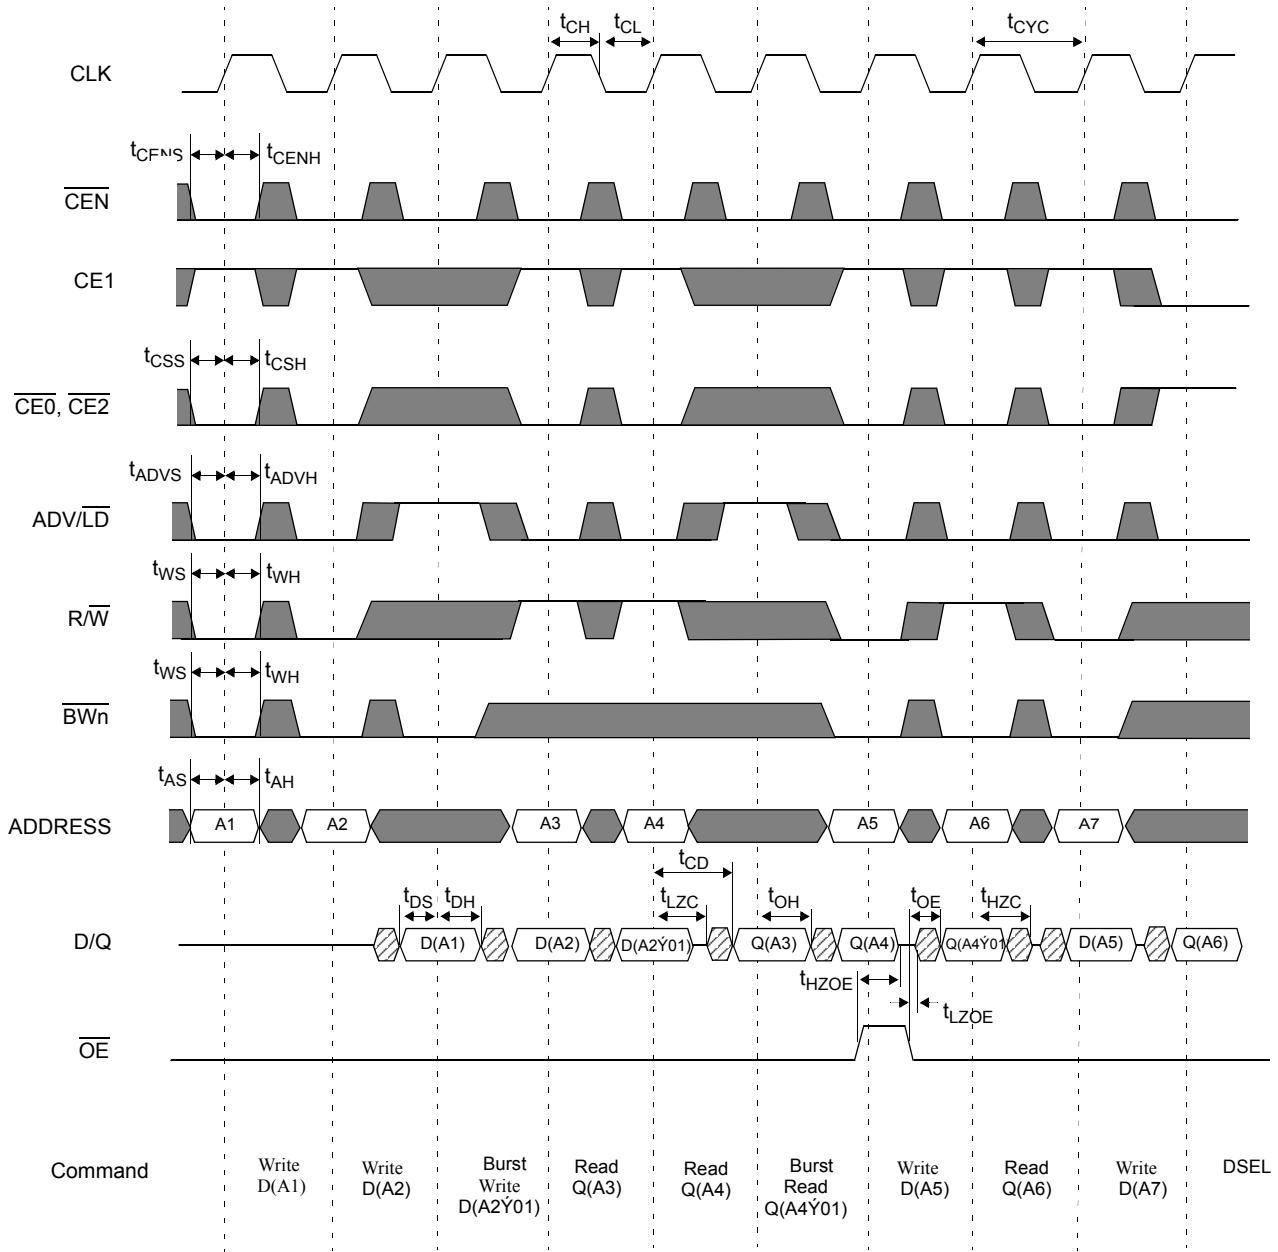 tCH tCL tCYC
CLK
tCENS tCENH
CEN
CE1
tCSS tCSH
CE0, CE2
tADVS tADVH
ADV/LD
tWS tWH
R/W
tWS tWH
BWn
tAS tAH
ADDRESS A1 A2 A3 A4 A5 A6 A7
tCD
tDS tDH tLZC tOH tOE tHZC
D/Q D(A1) D(A2) D(A2Ý01) Q(A3) Q(A4) Q(A4Ý01 D(A5) Q(A6)
tHZOE
tLZOE
OE
Command
Write
D(A1)
Write
D(A2)
Burst
Write
D(A2Ý01)
Read
Q(A3)
Read
Q(A4)
Burst
Read
Q(A4Ý01)
Write
D(A5)
Read
Q(A6)
Write
D(A7)
DSEL